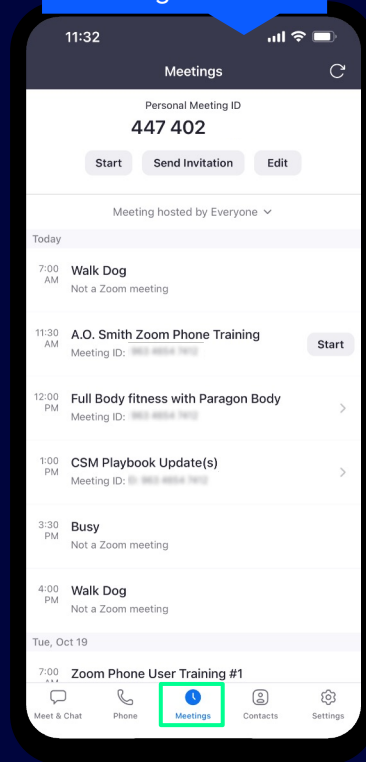 11:32
Meetings
Personal Meeting ID
447 402
Start Send Invitation Edit
Meeting hosted by Everyone
Today
7:00 AM Walk Dog
Not a Zoom meeting
11:30 AM A.O. Smith Zoom Phone Training
Meeting ID:
Start
12:00 PM Full Body fitness with Paragon Body
Meeting ID:
1:00 PM CSM Playbook Update(s)
Meeting ID:
3:30 PM Busy
Not a Zoom meeting
4:00 PM Walk Dog
Not a Zoom meeting
Tue, Oct 19
7:00 Zoom Phone User Training #1
Meet & Chat Phone Meetings Contacts Settings